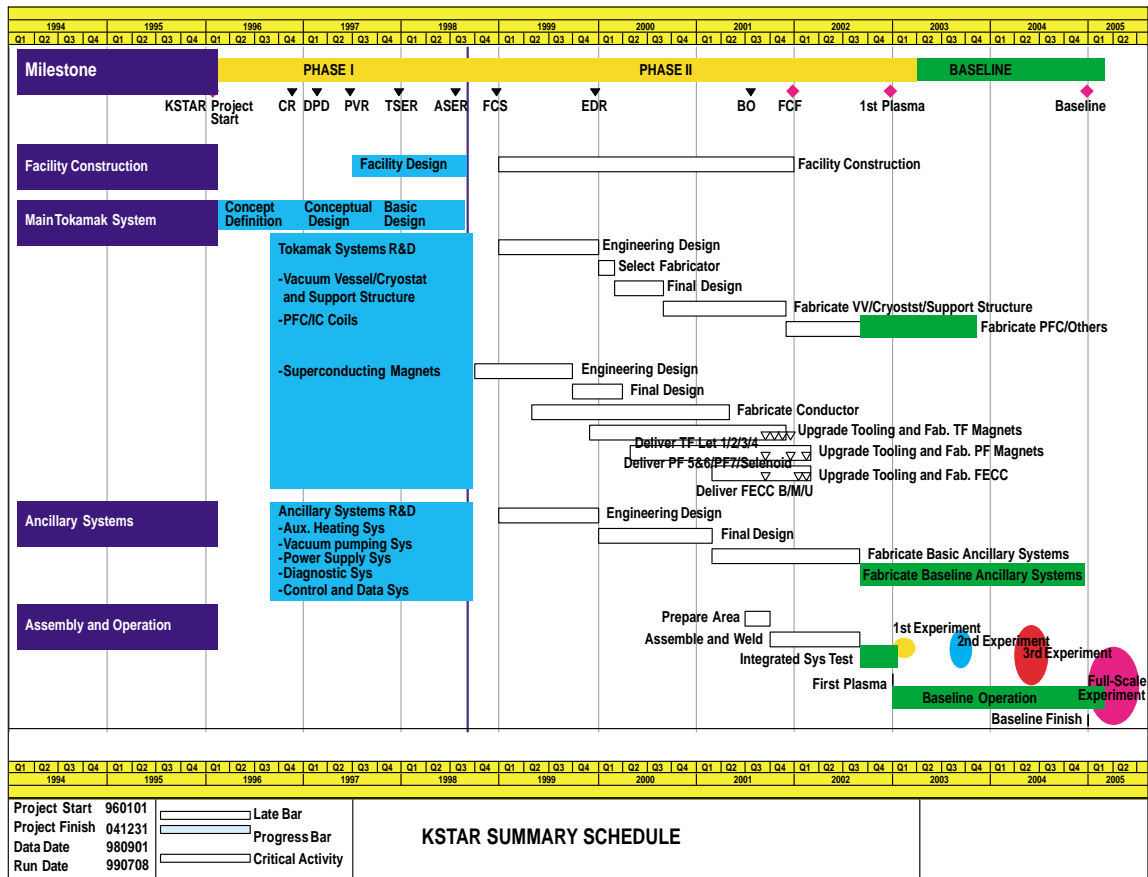 1994 1995 1996 1997 1998 1999 2000 2001 2002 2003 2004 2005
Q1 Q2 Q3 Q4 Q1 Q2 Q3 Q4 Q1 Q2 Q3 Q4 Q1 Q2 Q3 Q4 Q1 Q2 Q3 Q4 Q1 Q2 Q3 Q4 Q1 Q2 Q3 Q4 Q1 Q2 Q3 Q4 Q1 Q2 Q3 Q4 Q1 Q2 Q3 Q4 Q1 Q2 Q3 Q4 Q1 Q2
Milestone PHASE I PHASE II BASELINE
KSTAR Project CR DPD PVR TSER ASER FCS EDR BO FCF 1st Plasma Baseline
Start
Facility Construction Facility Design Facility Construction
Main Tokamak System
Concept Conceptual Basic
Definition Design Design
Tokamak Systems R&D Engineering Design
Select Fabricator
-Vacuum Vessel/Cryostat Final Design
and Support Structure
Fabricate VV/Cryostst/Support Structure
-PFC/IC Coils
Fabricate PFC/Others
-Superconducting Magnets Engineering Design
Final Design
Fabricate Conductor
Upgrade Tooling and Fab. TF Magnets
Deliver TF Let 1/2/3/4
Upgrade Tooling and Fab. PF Magnets
Deliver PF 5&6/PF7/Selenoid
Upgrade Tooling and Fab. FECC
Deliver FECC B/M/U
Ancillary Systems
Ancillary Systems R&D Engineering Design
-Aux. Heating Sys
Final Design
-Vacuum pumping Sys
-Power Supply Sys Fabricate Basic Ancillary Systems
-Diagnostic Sys Fabricate Baseline Ancillary Systems
-Control and Data Sys
Assembly and Operation
Prepare Area
1st Experiment
Assemble and Weld 2nd Experiment
Integrated Sys Test 3rd Experiment
First Plasma Full-Scale
Baseline Operation Experiment
Baseline Finish
Q1 Q2 Q3 Q4 Q1 Q2 Q3 Q4 Q1 Q2 Q3 Q4 Q1 Q2 Q3 Q4 Q1 Q2 Q3 Q4 Q1 Q2 Q3 Q4 Q1 Q2 Q3 Q4 Q1 Q2 Q3 Q4 Q1 Q2 Q3 Q4 Q1 Q2 Q3 Q4 Q1 Q2 Q3 Q4 Q1 Q2
1994 1995 1996 1997 1998 1999 2000 2001 2002 2003 2004 2005
Project Start 960101
Project Finish 041231
Data Date 980901
Run Date 990708
Late Bar
Progress Bar
Critical Activity
KSTAR SUMMARY SCHEDULE